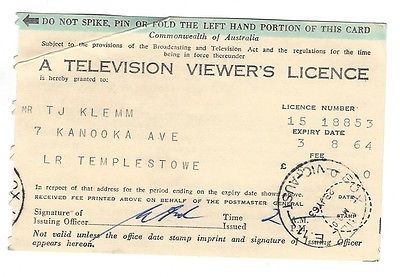 DO NOT SPIKE, PIN OR FOLD THE LEFT HAND PORTION OF THIS CARD
Commonwealth of Australia
Subject to the provisions of the Broadcasting and Television Act and the regulations for the time
being in force thereunder
A TELEVISION VIEWER'S LICENCE
is hereby granted to:
MR TJ KLEMM
7 KANOOKA AVE
LR TEMPLESTOWE
LICENCE NUMBER
15 18853
EXPIRY DATE
3 8 64
FEE
£ 0
In respect of that address for the period ending on the expiry date shown above.
RECEIVED FEE PRINTED ABOVE ON BEHALF OF THE POSTMASTER GENERAL
Signature of
Issuing Officer
Time
Issued
A.M.
P.M.
STAMP
VIC-AUST
Not valid unless the office date stamp imprint and signature of Issuing Officer
appears hereon.